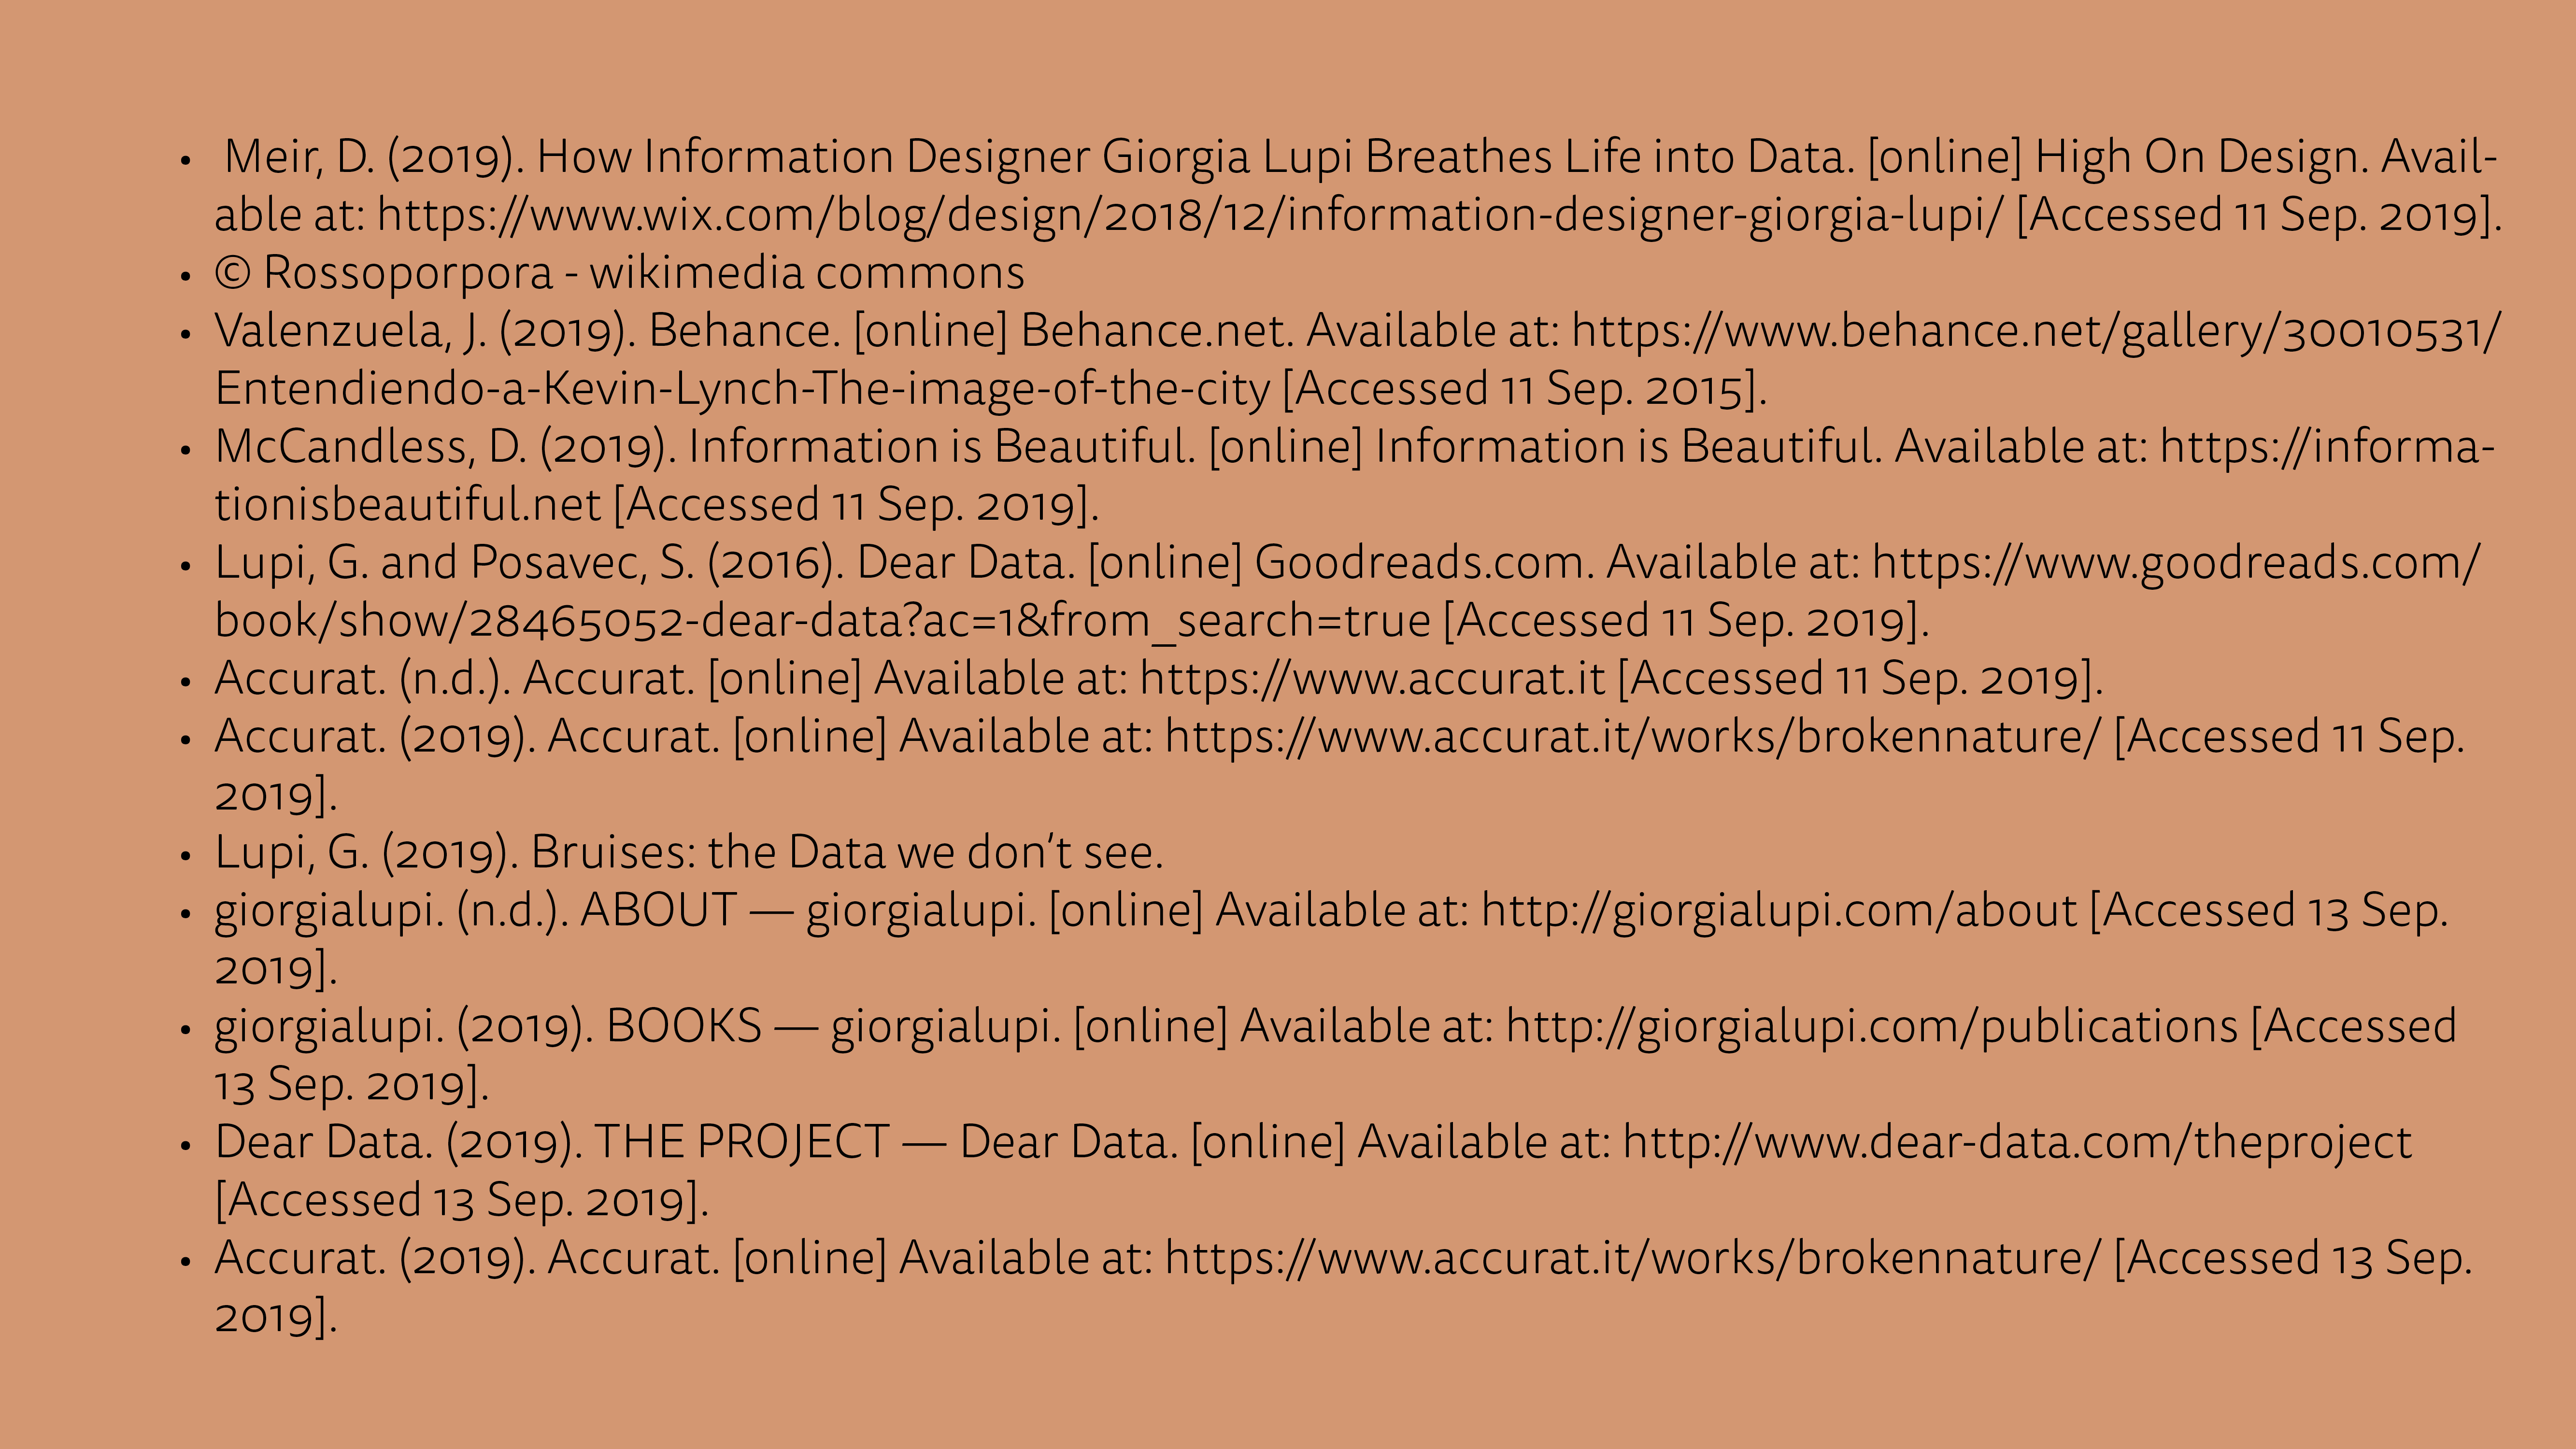 • Meir, D. (2019). How Information Designer Giorgia Lupi Breathes Life into Data. [online] High On Design. Avail-
able at: https://www.wix.com/blog/design/2018/12/information-designer-giorgia-lupi/ [Accessed 11 Sep. 2019].
• © Rossoporpora - wikimedia commons
• Valenzuela, J. (2019). Behance. [online] Behance.net. Available at: https://www.behance.net/gallery/30010531/
Entendiendo-a-Kevin-Lynch-The-image-of-the-city [Accessed 11 Sep. 2015].
• McCandless, D. (2019). Information is Beautiful. [online] Information is Beautiful. Available at: https://informa-
tionisbeautiful.net [Accessed 11 Sep. 2019].
• Lupi, G. and Posavec, S. (2016). Dear Data. [online] Goodreads.com. Available at: https://www.goodreads.com/
book/show/28465052-dear-data?ac=1&from_search=true [Accessed 11 Sep. 2019].
• Accurat. (n.d.). Accurat. [online] Available at: https://www.accurat.it [Accessed 11 Sep. 2019].
• Accurat. (2019). Accurat. [online] Available at: https://www.accurat.it/works/brokennature/ [Accessed 11 Sep.
2019].
• Lupi, G. (2019). Bruises: the Data we don’t see.
• giorgialupi. (n.d.). ABOUT — giorgialupi. [online] Available at: http://giorgialupi.com/about [Accessed 13 Sep.
2019].
• giorgialupi. (2019). BOOKS — giorgialupi. [online] Available at: http://giorgialupi.com/publications [Accessed
13 Sep. 2019].
• Dear Data. (2019). THE PROJECT — Dear Data. [online] Available at: http://www.dear-data.com/theproject
[Accessed 13 Sep. 2019].
• Accurat. (2019). Accurat. [online] Available at: https://www.accurat.it/works/brokennature/ [Accessed 13 Sep.
2019].